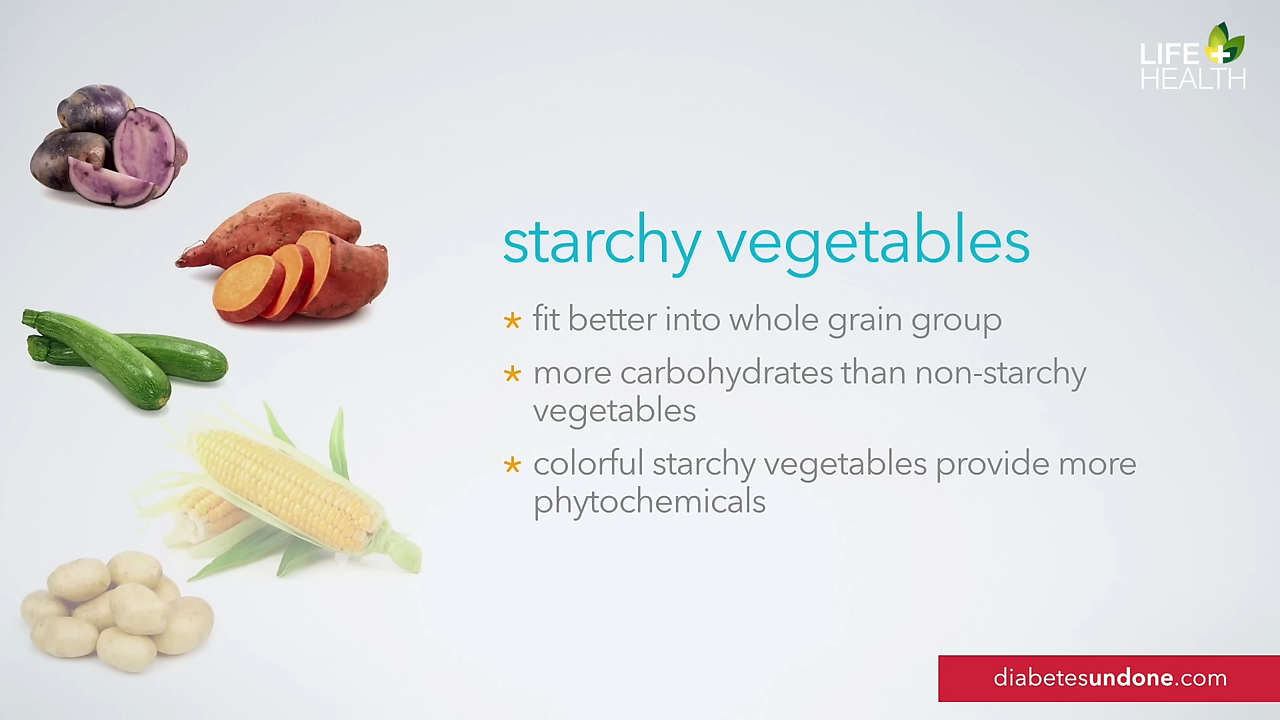 LIFE + HEALTH
starchy vegetables
* fit better into whole grain group
* more carbohydrates than non-starchy
vegetables
* colorful starchy vegetables provide more
phytochemicals
diabetesundone.com